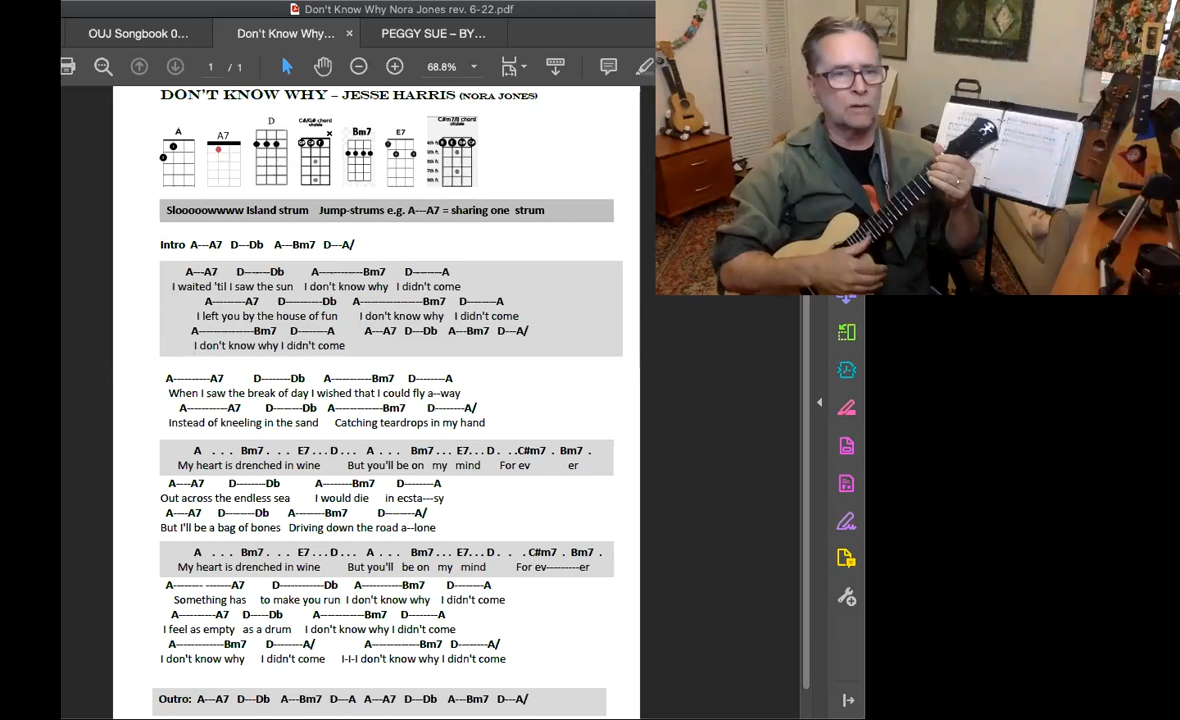 Don't Know Why Nora Jones rev. 6-22.pdf
OUJ Songbook 0... Don't Know Why... × PEGGY SUE – BY...
1 / 1 68.8%
DON'T KNOW WHY – JESSE HARRIS (NORA JONES)
A A7 D C#/G# chord ukulele x Bm7 E7 C#m7/B chord ukulele
Slooooowwww Island strum Jump-strums e.g. A---A7 = sharing one strum
Intro A---A7 D---Db A---Bm7 D---A/
A---A7 D-------Db A------------Bm7 D--------A
I waited 'til I saw the sun I don't know why I didn't come
A---------A7 D----------Db A-----------------Bm7 D--------A
I left you by the house of fun I don't know why I didn't come
A---------------Bm7 D--------A A---A7 D---Db A---Bm7 D---A/
I don't know why I didn't come
A----------A7 D--------Db A-----------Bm7 D--------A
When I saw the break of day I wished that I could fly a--way
A-----------A7 D--------Db A-------------Bm7 D--------A/
Instead of kneeling in the sand Catching teardrops in my hand
A . . . Bm7 . . . E7 . . . D . . . A . . . Bm7 . . . E7. . . D . . .C#m7 . Bm7 .
My heart is drenched in wine But you'll be on my mind For ev er
A----A7 D--------Db A---------Bm7 D--------A
Out across the endless sea I would die in ecsta---sy
A----A7 D--------Db A---------Bm7 D--------A/
But I'll be a bag of bones Driving down the road a--lone
A . . . Bm7 . . . E7 . . . D . . . A . . . Bm7 . . . E7. . . D . . . C#m7 . Bm7 .
My heart is drenched in wine But you'll be on my mind For ev---------er
A-------- -------A7 D------------Db A----------Bm7 D--------A
Something has to make you run I don't know why I didn't come
A----------A7 D-----Db A------------Bm7 D--------A
I feel as empty as a drum I don't know why I didn't come
A-------------Bm7 D--------A/ A-------------Bm7 D--------A/
I don't know why I didn't come I-I-I don't know why I didn't come
Outro: A---A7 D---Db A---Bm7 D---A A---A7 D---Db A---Bm7 D---A/